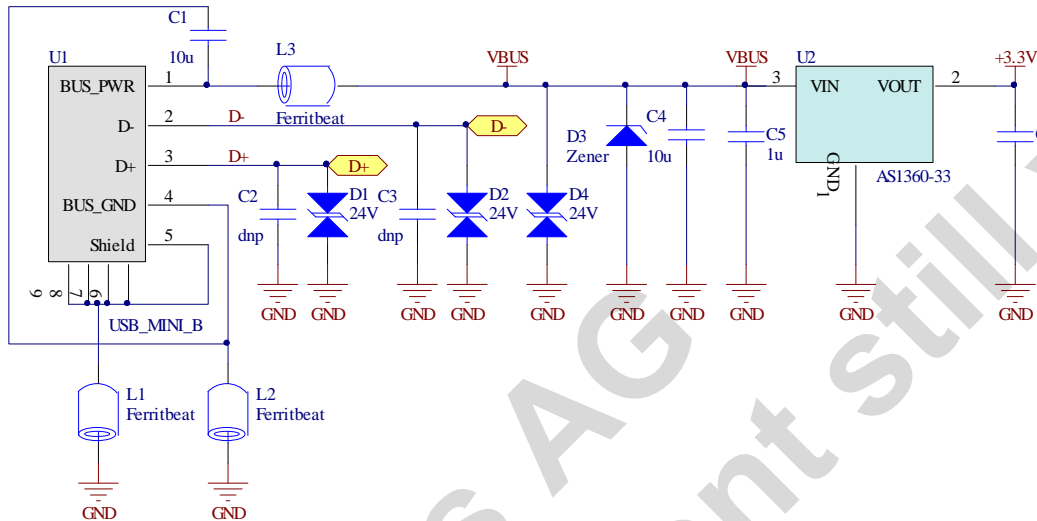 C1
10u
U1
BUS_PWR
D-
D+
BUS_GND
Shield
1
2
3
4
5
9
8
7
6
USB_MINI_B
L3
Ferritbeat
D-
D+
D-
D+
C2
dnp
D1
24V
C3
dnp
D2
24V
D4
24V
VBUS
D3
Zener
C4
10u
VBUS
C5
1u
U2
3
VIN
VOUT
2
GND
1
AS1360-33
+3.3V
C
GND
GND
GND
GND
GND
GND
GND
GND
GND
GND
L1
Ferritbeat
L2
Ferritbeat
GND
GND
s AG
nt still v